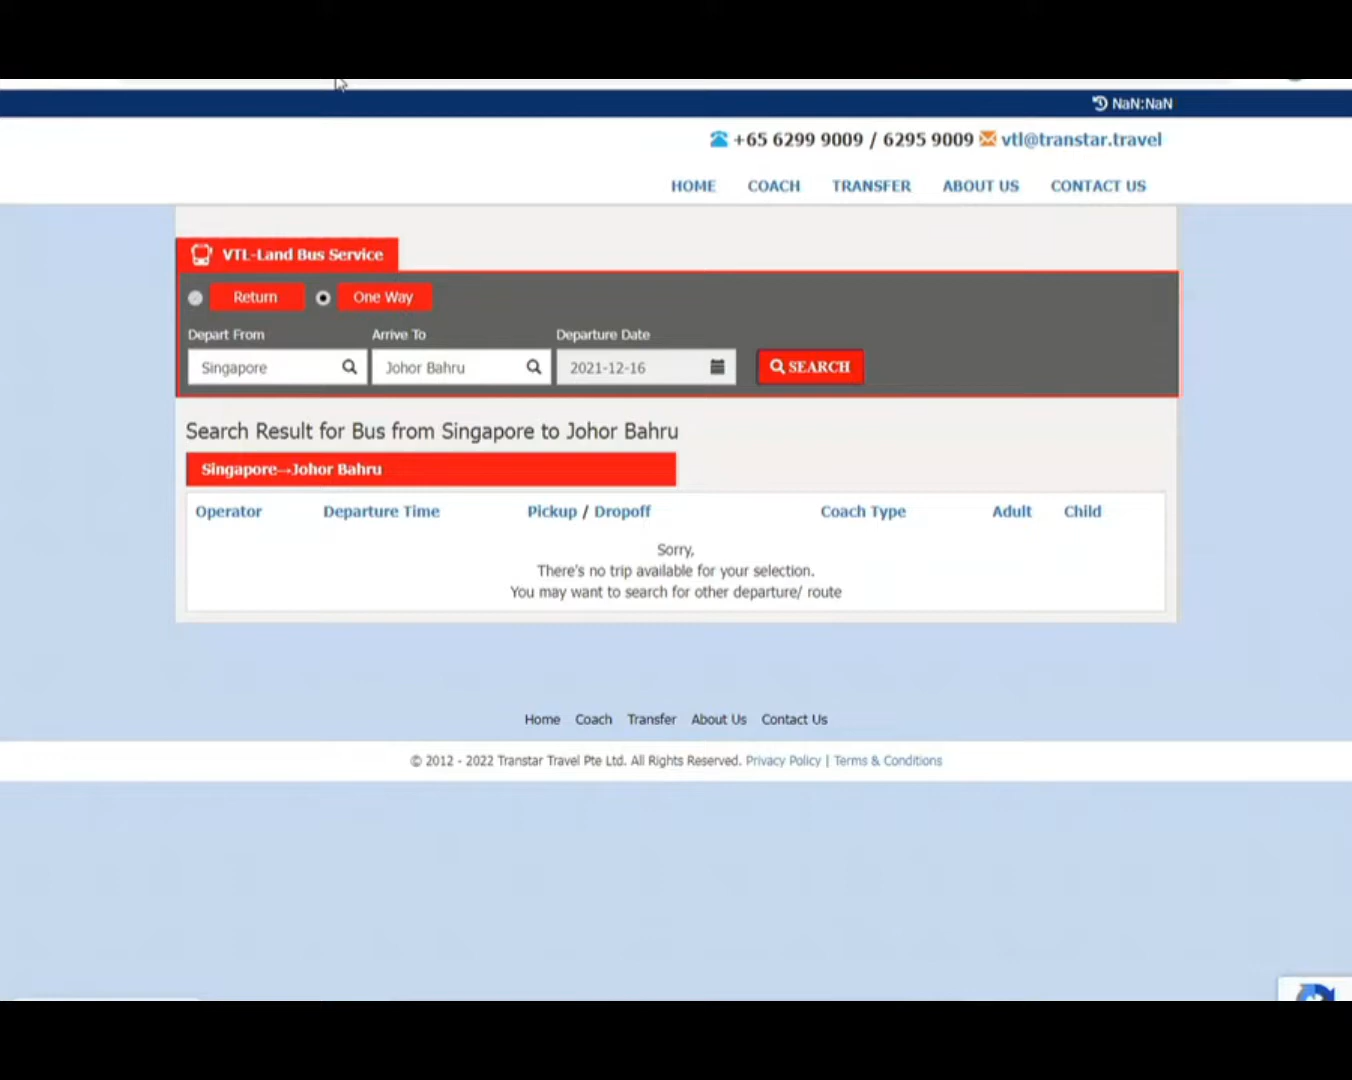 NaN:NaN
+65 6299 9009 / 6295 9009 vtl@transtar.travel
HOME COACH TRANSFER ABOUT US CONTACT US
VTL-Land Bus Service
Return One Way
Depart From Arrive To Departure Date
Singapore Johor Bahru 2021-12-16 SEARCH
Search Result for Bus from Singapore to Johor Bahru
Singapore→Johor Bahru
Operator Departure Time Pickup / Dropoff Coach Type Adult Child
Sorry,
There's no trip available for your selection.
You may want to search for other departure/ route
Home Coach Transfer About Us Contact Us
© 2012 - 2022 Transtar Travel Pte Ltd. All Rights Reserved. Privacy Policy | Terms & Conditions